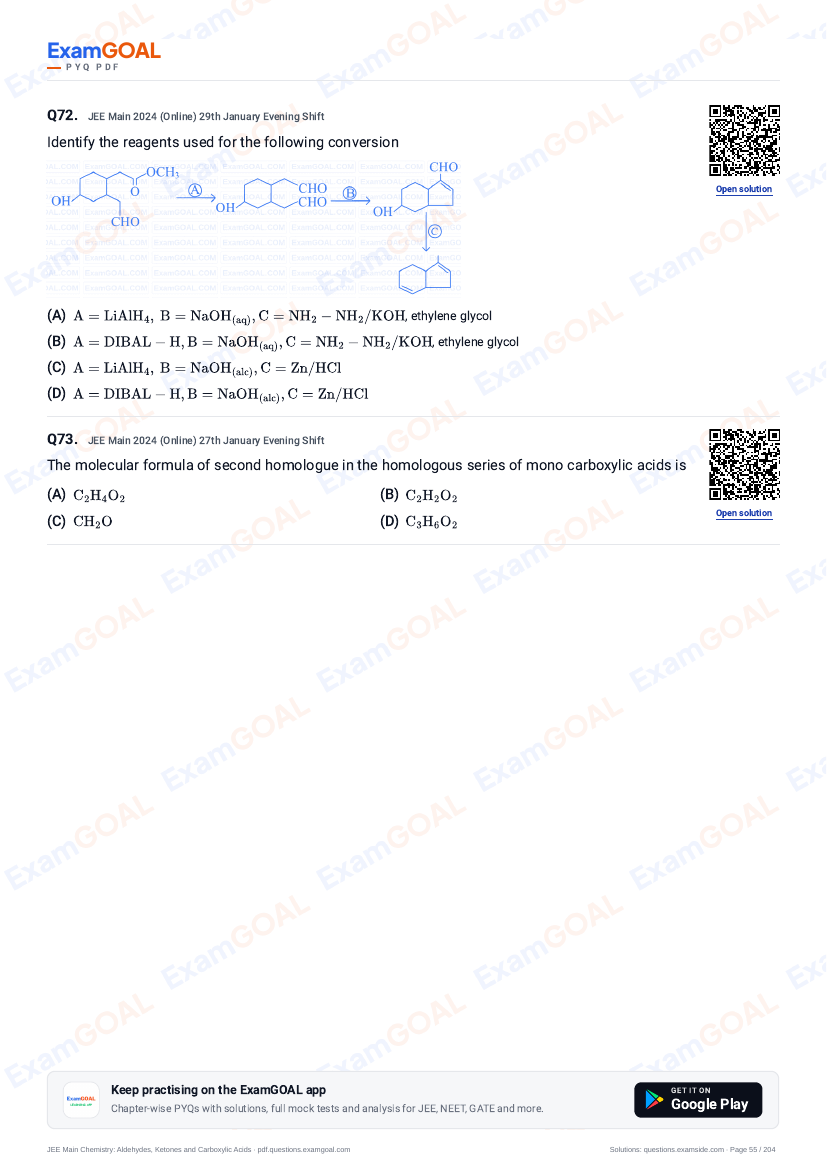 ExamGOAL
PYQ PDF
Q72. JEE Main 2024 (Online) 29th January Evening Shift
Identify the reagents used for the following conversion
Open solution
OCH₃
O
OH
CHO
Ⓐ
CHO
CHO
OH
Ⓑ
CHO
OH
Ⓒ
(A) A = LiAlH₄, B = NaOH₍aq₎, C = NH₂ − NH₂/KOH, ethylene glycol
(B) A = DIBAL − H, B = NaOH₍aq₎, C = NH₂ − NH₂/KOH, ethylene glycol
(C) A = LiAlH₄, B = NaOH₍alc₎, C = Zn/HCl
(D) A = DIBAL − H, B = NaOH₍alc₎, C = Zn/HCl
Q73. JEE Main 2024 (Online) 27th January Evening Shift
The molecular formula of second homologue in the homologous series of mono carboxylic acids is
(A) C₂H₄O₂ (B) C₂H₂O₂
(C) CH₂O (D) C₃H₆O₂
Open solution
Keep practising on the ExamGOAL app
Chapter-wise PYQs with solutions, full mock tests and analysis for JEE, NEET, GATE and more.
GET IT ON
Google Play
JEE Main Chemistry: Aldehydes, Ketones and Carboxylic Acids · pdf.questions.examgoal.com Solutions: questions.examside.com · Page 55 / 204